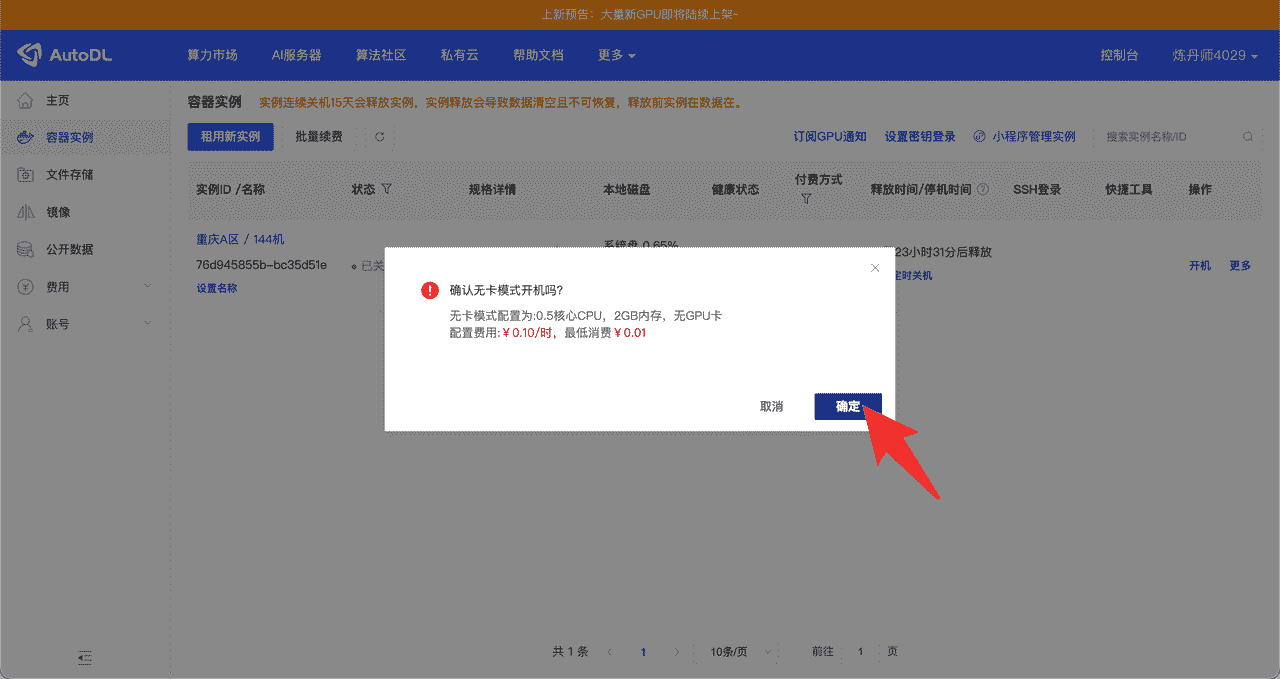 上新预告：大量新GPU即将陆续上架~
AutoDL 算力市场 AI服务器 算法社区 私有云 帮助文档 更多 控制台 炼丹师4029
主页
容器实例
文件存储
镜像
公开数据
费用
账号
容器实例 实例连续关机15天会释放实例，实例释放会导致数据清空且不可恢复，释放前实例在数据在。
租用新实例 批量续费 订阅GPU通知 设置密钥登录 小程序管理实例 搜索实例名称/ID
实例ID /名称 状态 规格详情 本地磁盘 健康状态 付费方式 释放时间/停机时间 SSH登录 快捷工具 操作
重庆A区 / 144机
76d945855b-bc35d51e
设置名称
已关
系统盘 0.65%
23小时31分后释放
定时关机
开机 更多
确认无卡模式开机吗?
无卡模式配置为:0.5核心CPU，2GB内存，无GPU卡
配置费用:￥0.10/时，最低消费￥0.01
取消 确定
共 1 条 1 10条/页 前往 1 页